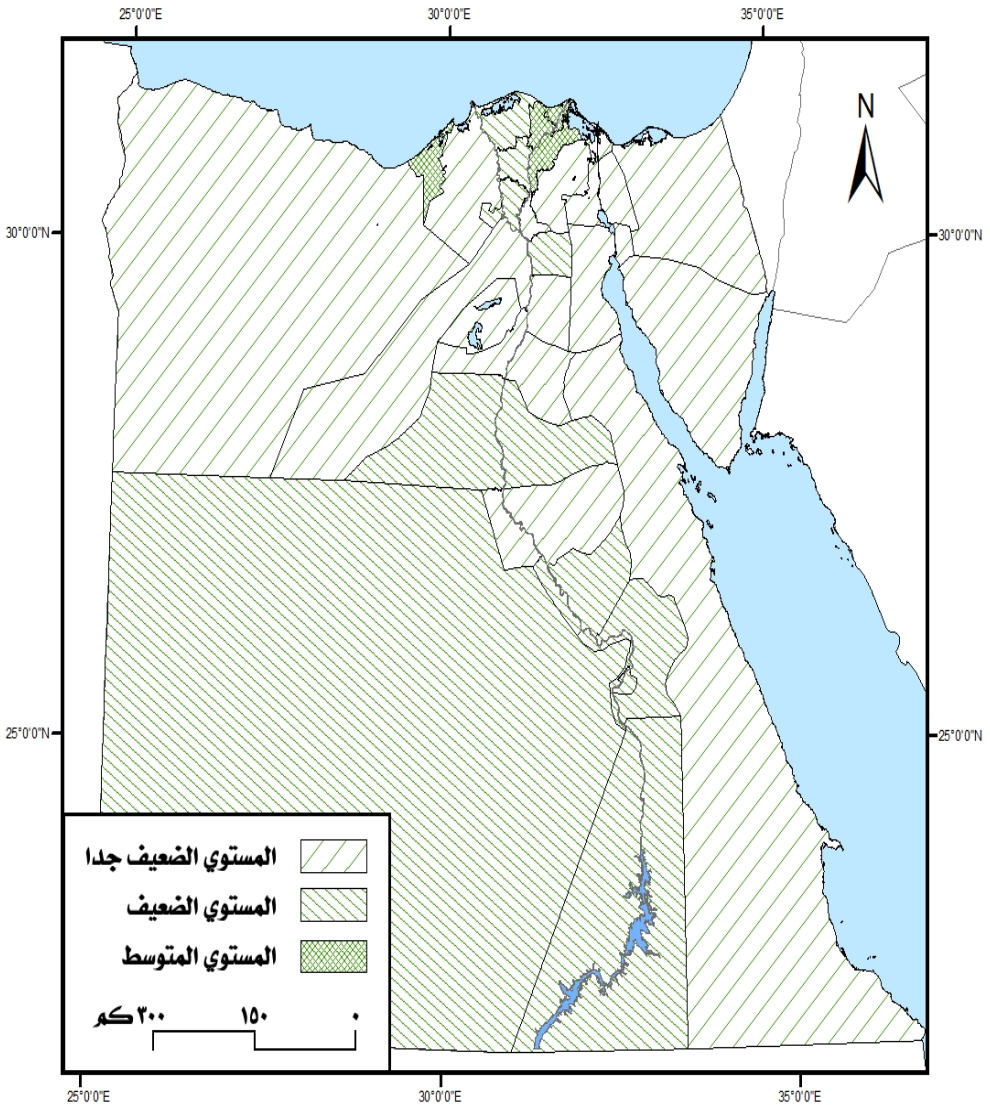 25°0'0"E 30°0'0"E 35°0'0"E
N
30°0'0"N 30°0'0"N
25°0'0"N 25°0'0"N
المستوي الضعيف جدا
المستوي الضعيف
المستوي المتوسط
٣٠٠ كم ١٥٠ ٠
25°0'0"E 30°0'0"E 35°0'0"E